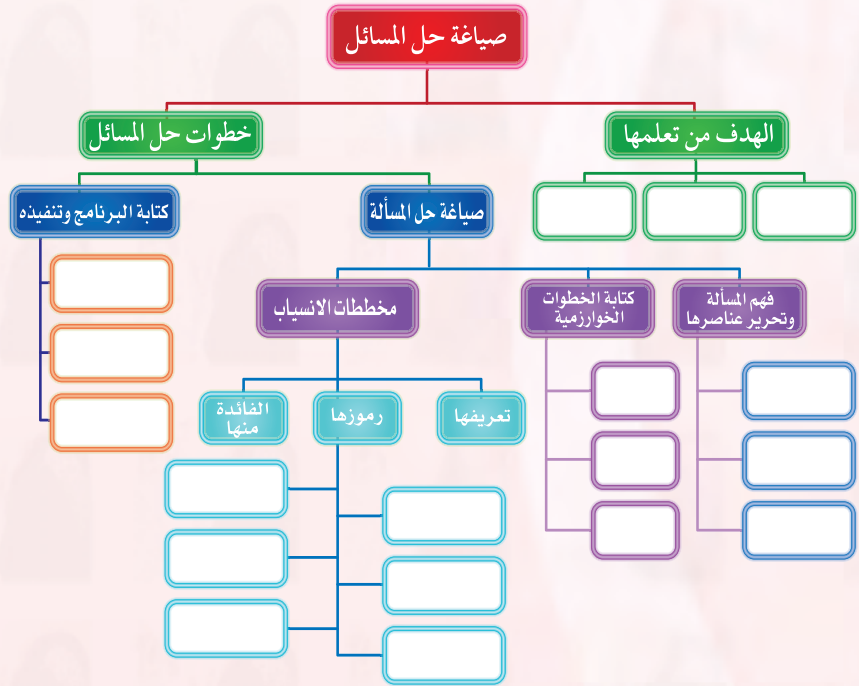 صياغة حل المسائل
الهدف من تعلمها
خطوات حل المسائل
صياغة حل المسألة
كتابة البرنامج وتنفيذه
فهم المسألة
وتحرير عناصرها
كتابة الخطوات
الخوارزمية
مخططات الانسياب
تعريفها
رموزها
الفائدة
منها